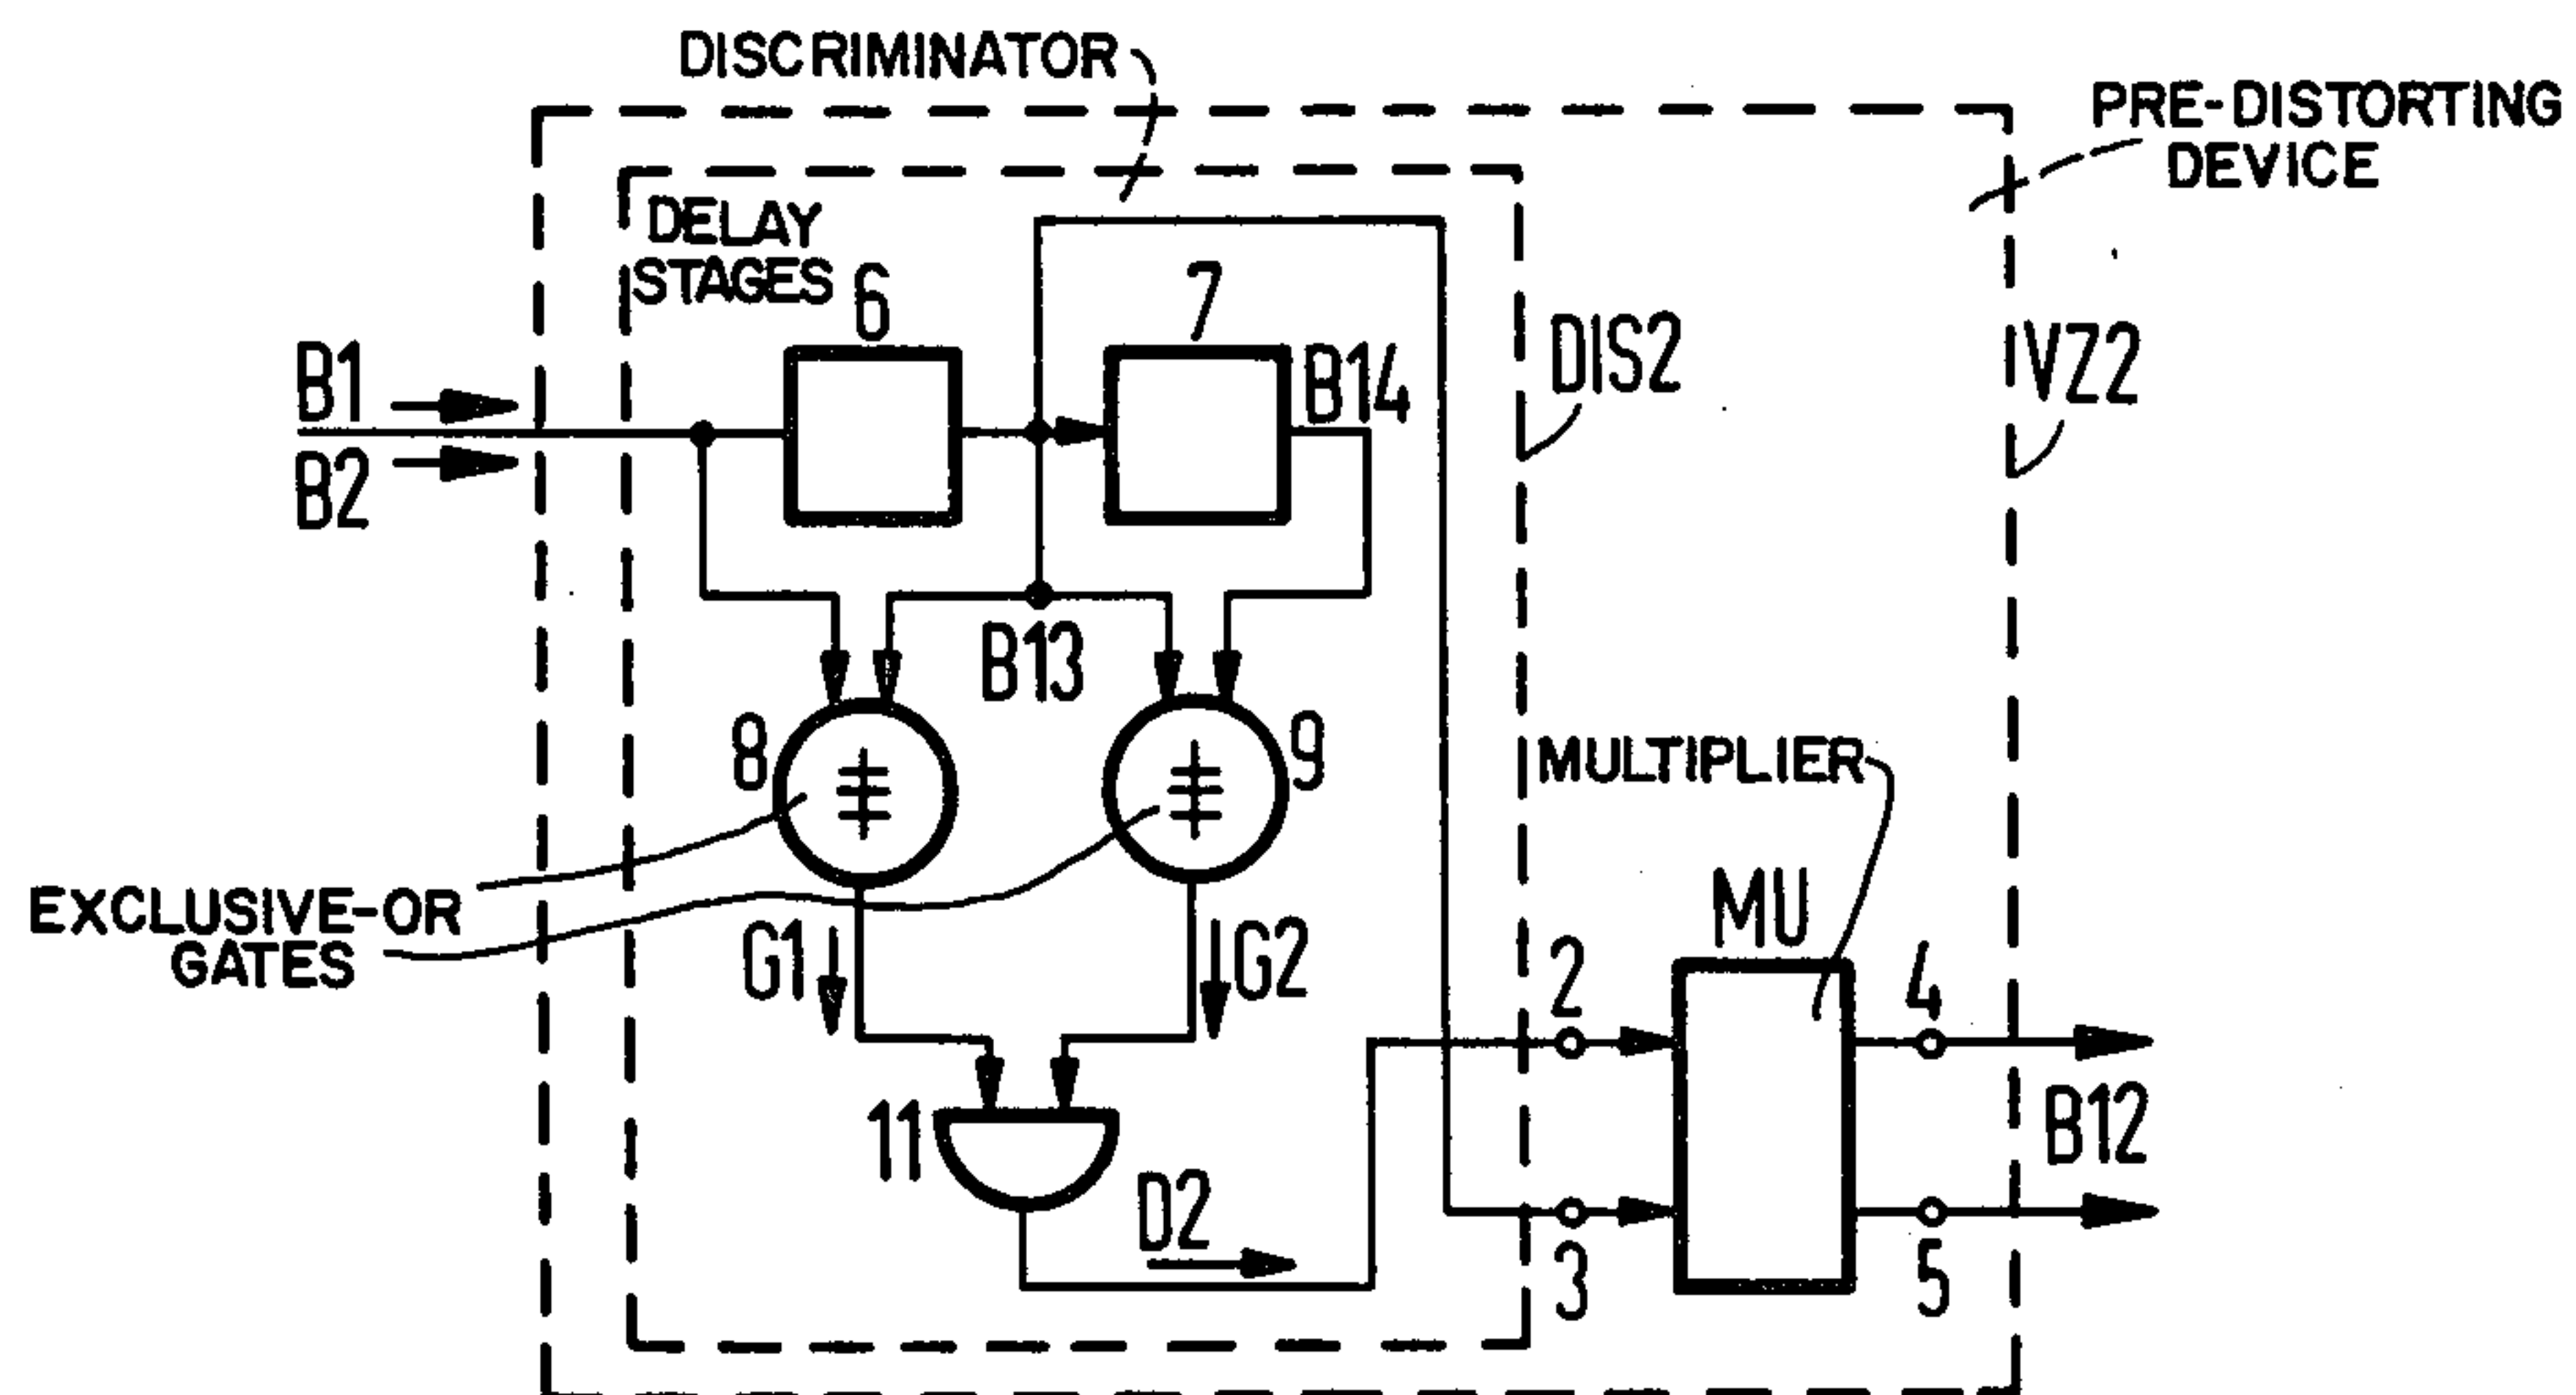 DISCRIMINATOR
PRE-DISTORTING
DEVICE
DELAY
STAGES
6
7
B1
B2
B14
DIS2
VZ2
B13
8
9
MULTIPLIER
EXCLUSIVE-OR
GATES
G1
G2
MU
2
4
11
D2
B12
3
5